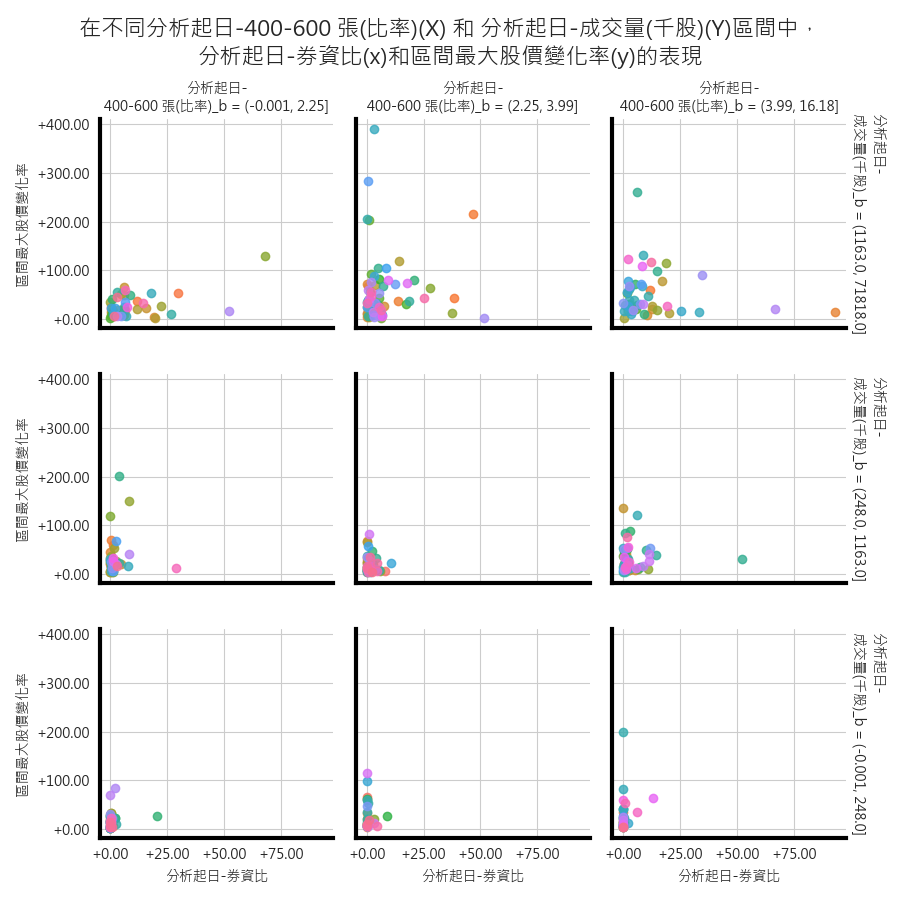 在不同分析起日-400-600 張(比率)(X) 和 分析起日-成交量(千股)(Y)區間中，
分析起日-券資比(x)和區間最大股價變化率(y)的表現
分析起日-
400-600 張(比率)_b = (-0.001, 2.25]
分析起日-
400-600 張(比率)_b = (2.25, 3.99]
分析起日-
400-600 張(比率)_b = (3.99, 16.18]
+400.00
+300.00
+200.00
+100.00
+0.00
區間最大股價變化率
分析起日-
成交量(千股)_b = (1163.0, 71818.0]
+400.00
+300.00
+200.00
+100.00
+0.00
區間最大股價變化率
分析起日-
成交量(千股)_b = (248.0, 1163.0]
+400.00
+300.00
+200.00
+100.00
+0.00
區間最大股價變化率
分析起日-
成交量(千股)_b = (-0.001, 248.0]
+0.00 +25.00 +50.00 +75.00
+0.00 +25.00 +50.00 +75.00
+0.00 +25.00 +50.00 +75.00
分析起日-券資比
分析起日-券資比
分析起日-券資比